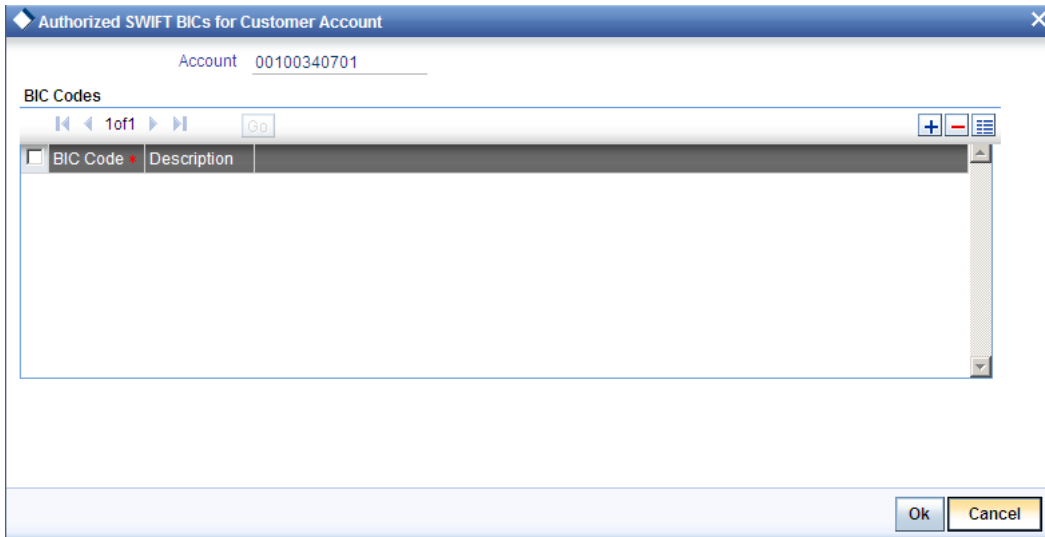 Authorized SWIFT BICs for Customer Account
Account 00100340701
BIC Codes
1of1 Go
BIC Code * Description
Ok Cancel